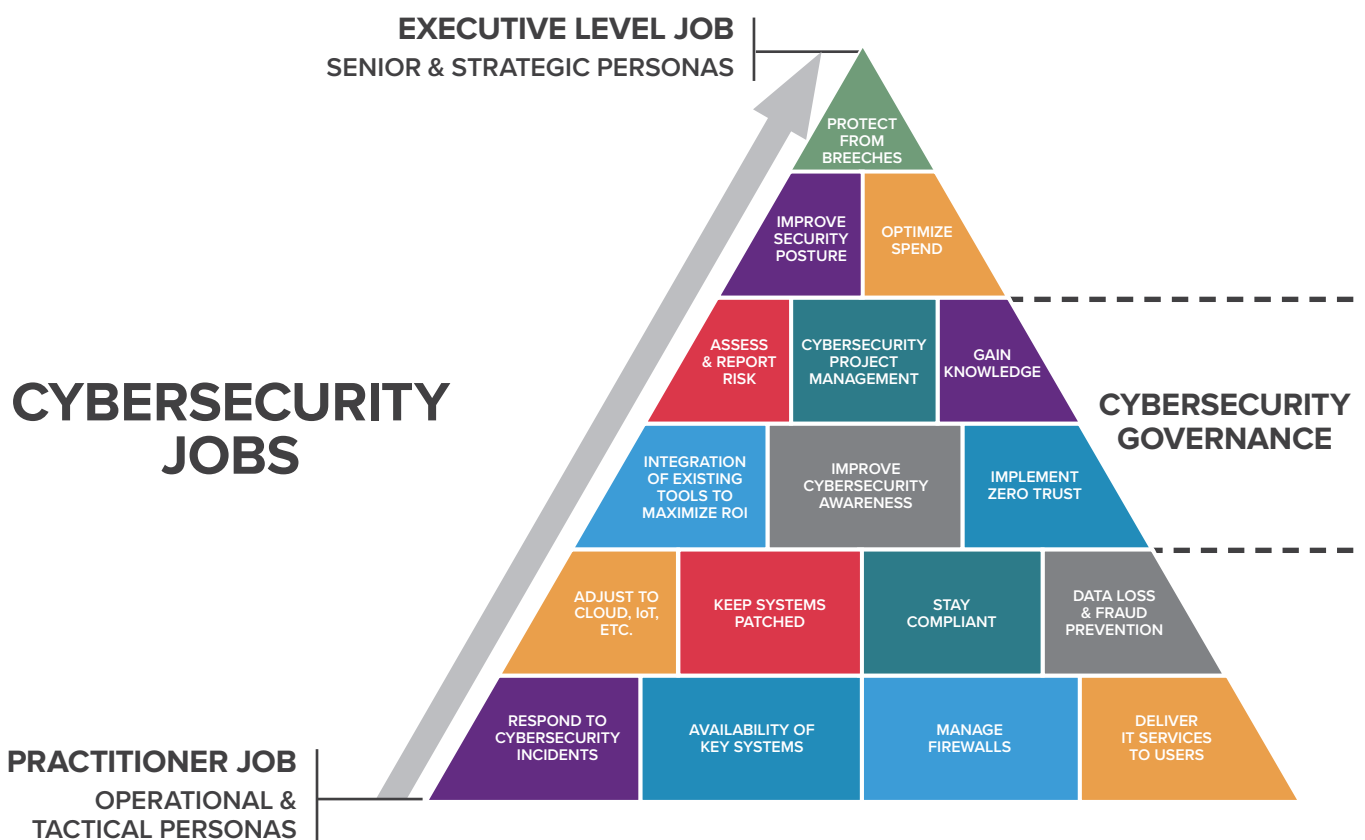 EXECUTIVE LEVEL JOB
SENIOR & STRATEGIC PERSONAS
PROTECT
FROM
BREECHES
IMPROVE
SECURITY
POSTURE
OPTIMIZE
SPEND
ASSESS
& REPORT
RISK
CYBERSECURITY
PROJECT
MANAGEMENT
GAIN
KNOWLEDGE
CYBERSECURITY
JOBS
CYBERSECURITY
GOVERNANCE
INTEGRATION
OF EXISTING
TOOLS TO
MAXIMIZE ROI
IMPROVE
CYBERSECURITY
AWARENESS
IMPLEMENT
ZERO TRUST
ADJUST TO
CLOUD, IoT,
ETC.
KEEP SYSTEMS
PATCHED
STAY
COMPLIANT
DATA LOSS
& FRAUD
PREVENTION
RESPOND TO
CYBERSECURITY
INCIDENTS
AVAILABILITY OF
KEY SYSTEMS
MANAGE
FIREWALLS
DELIVER
IT SERVICES
TO USERS
PRACTITIONER JOB
OPERATIONAL &
TACTICAL PERSONAS